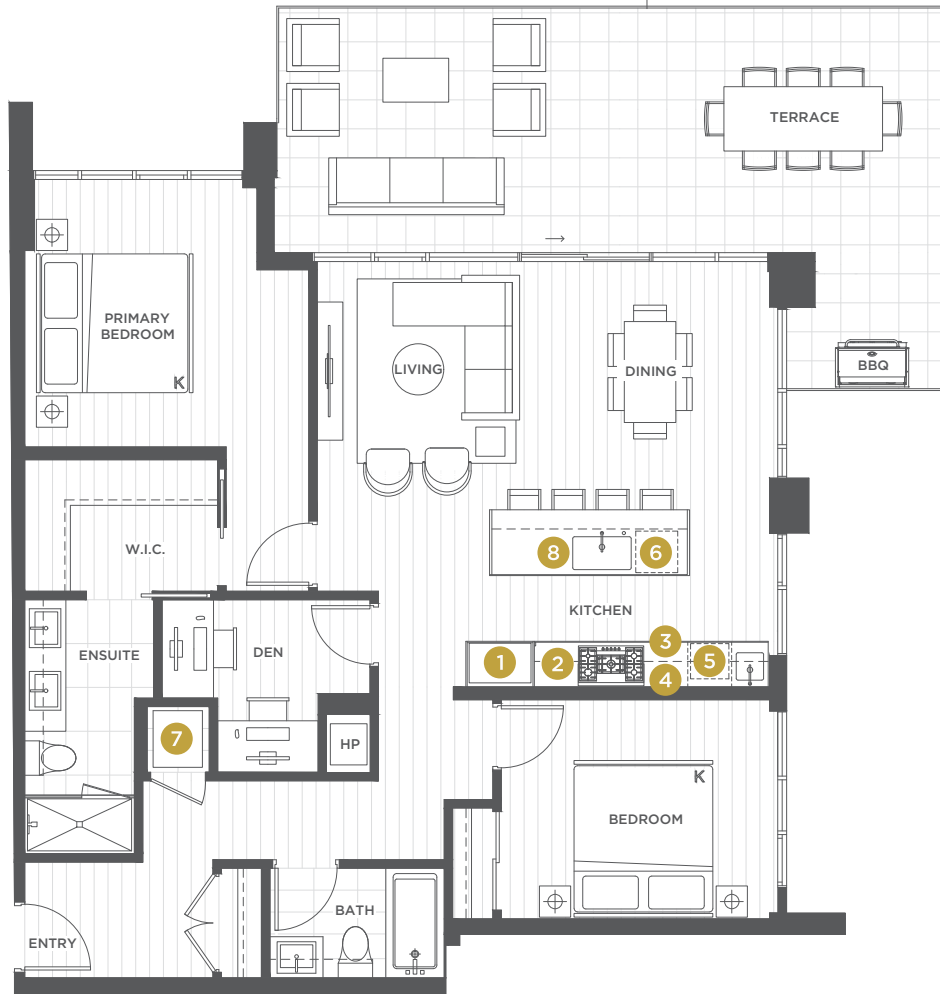 TERRACE
PRIMARY
BEDROOM
K
LIVING
DINING
BBQ
W.I.C.
8
6
KITCHEN
ENSUITE
DEN
1
2
3
4
5
7
HP
K
BEDROOM
BATH
ENTRY